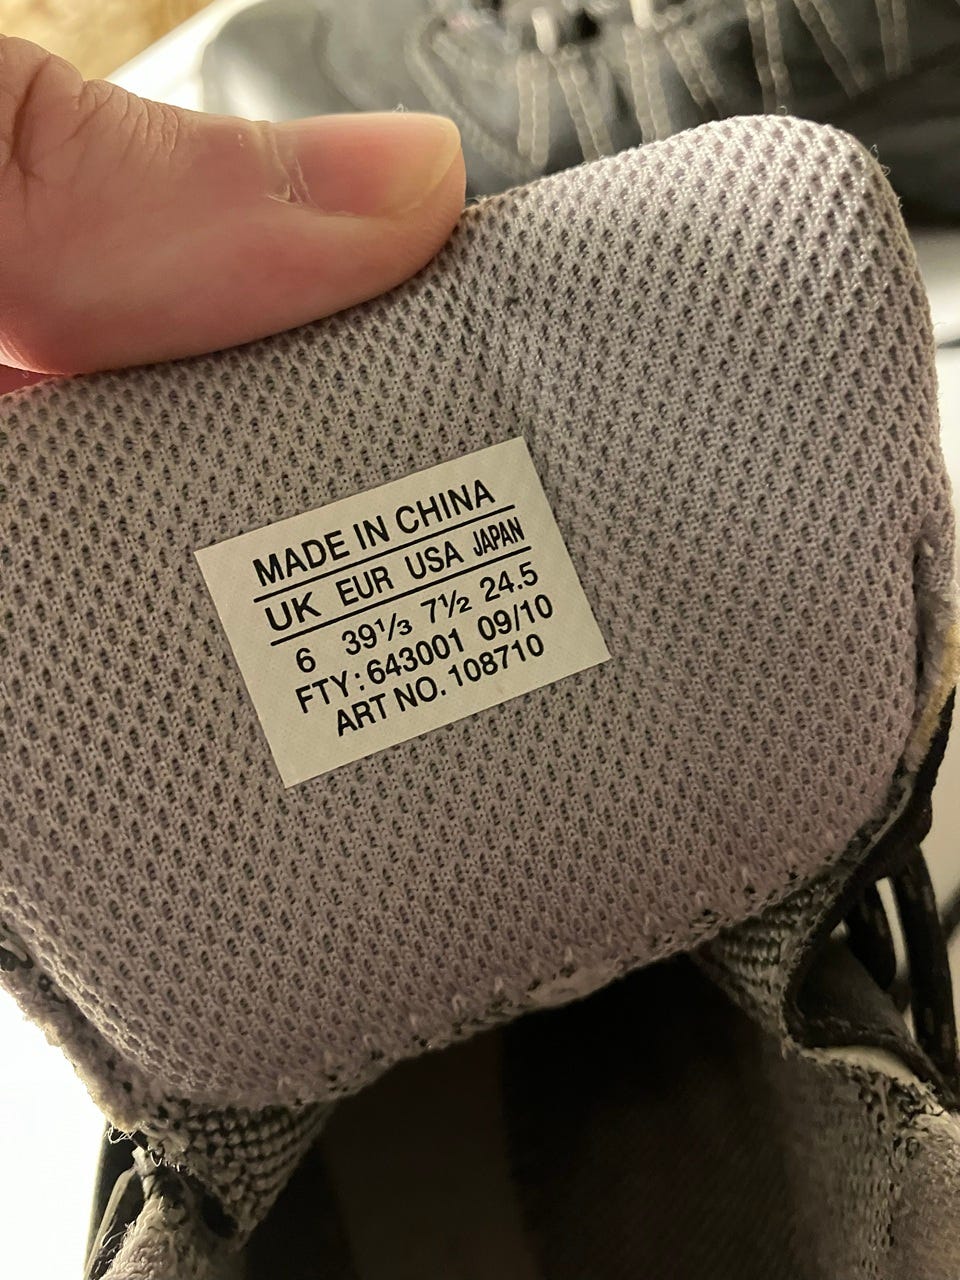 MADE IN CHINA
UK EUR USA JAPAN
6 39⅓ 7½ 24.5
FTY: 643001 09/10
ART NO. 108710